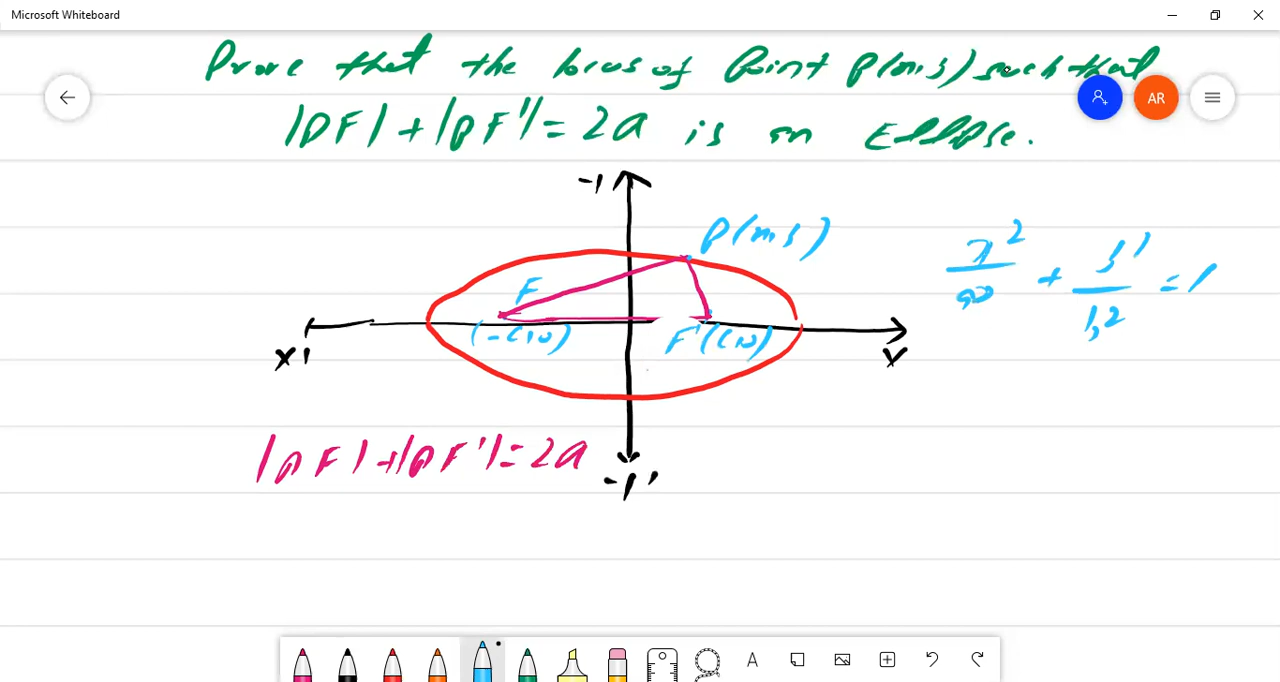 Microsoft Whiteboard
Prove that the locus of Point P(x,y) such that
AR
|PF| + |PF'| = 2a is an Ellipse.
-1
P(x,y)
x² / a² + y² / b² = 1
F
(-c,0) F'(c,0)
X'
|PF| + |PF'| = 2a
A